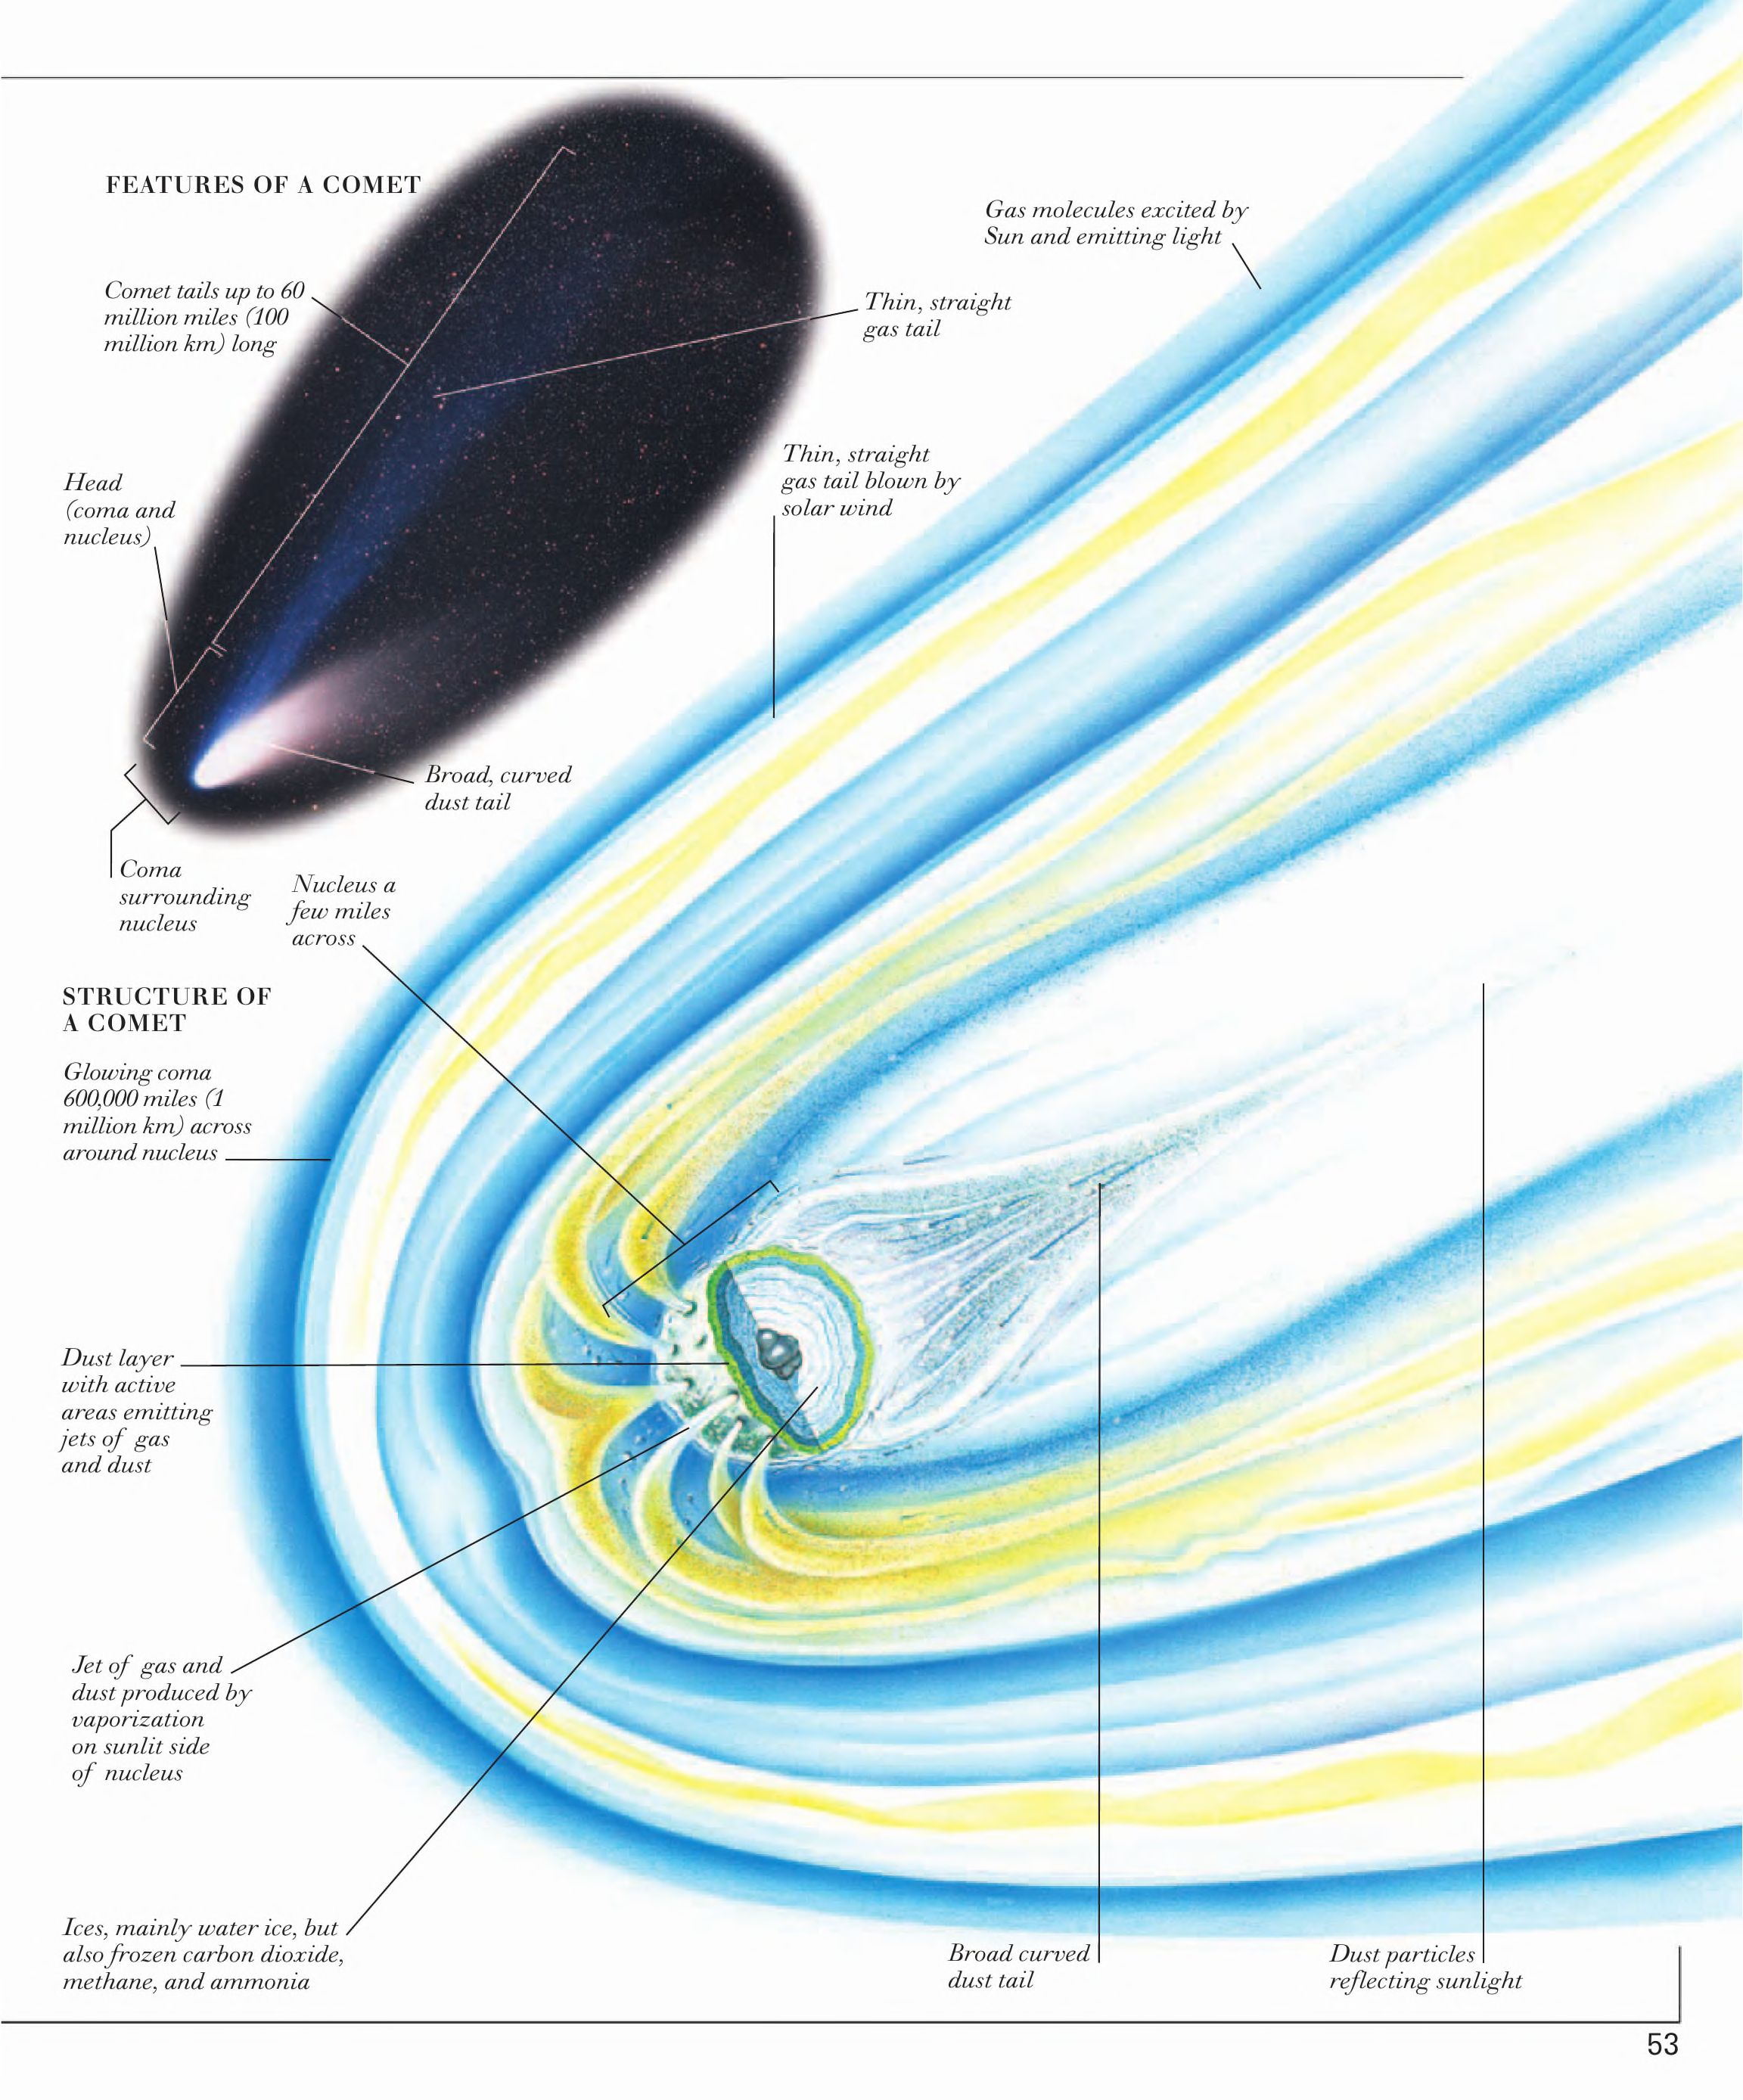 FEATURES OF A COMET
Comet tails up to 60
million miles (100
million km) long
Gas molecules excited by
Sun and emitting light
Thin, straight
gas tail
Head
(coma and
nucleus)
Thin, straight
gas tail blown by
solar wind
Broad, curved
dust tail
Coma
surrounding
nucleus
Nucleus a
few miles
across
STRUCTURE OF
A COMET
Glowing coma
600,000 miles (1
million km) across
around nucleus
Dust layer
with active
areas emitting
jets of gas
and dust
Jet of gas and
dust produced by
vaporization
on sunlit side
of nucleus
Ices, mainly water ice, but
also frozen carbon dioxide,
methane, and ammonia
Broad curved
dust tail
Dust particles
reflecting sunlight
53